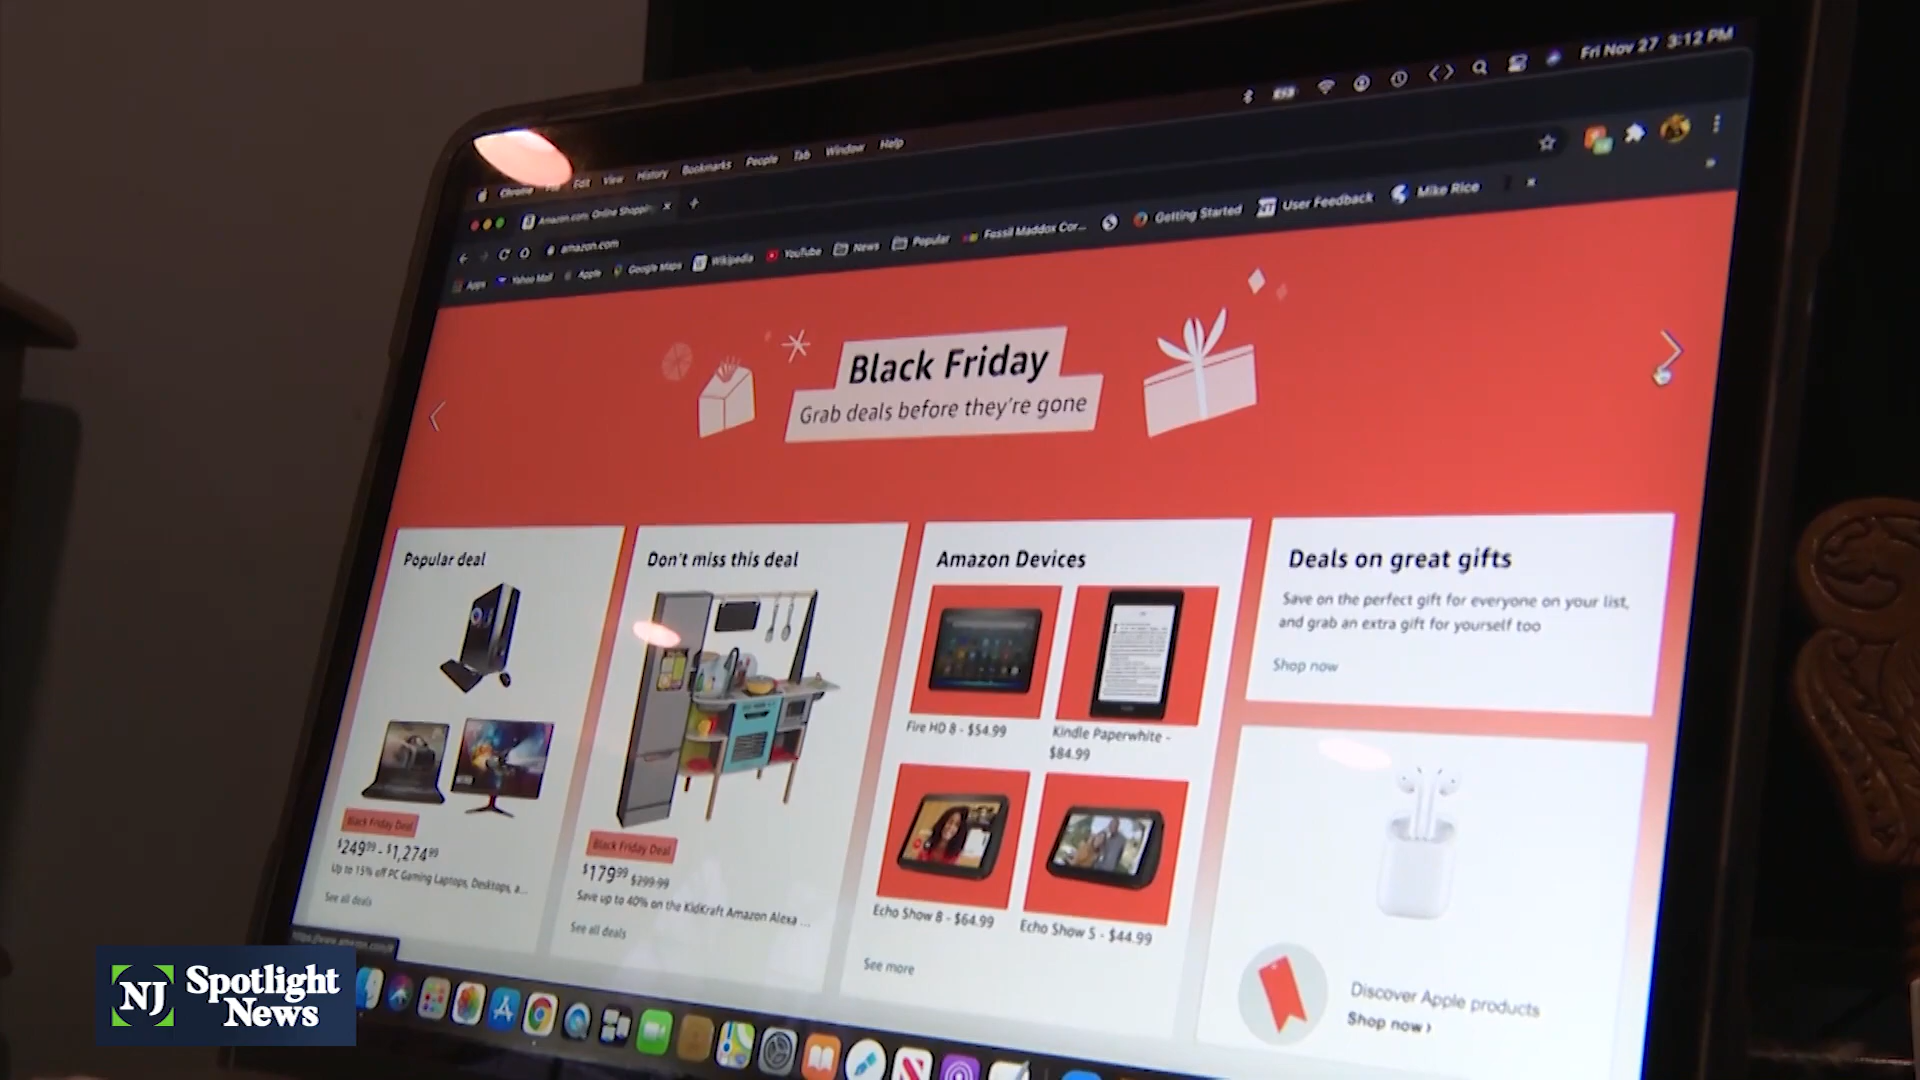 Fri Nov 27 3:12 PM
Chrome Edit View History Bookmarks People Tab Window Help
Amazon.com: Online Shoppin
amazon.com
Apps Yahoo Mail Apple Google Maps Wikipedia YouTube News Popular Fossil Maddox Cor... Getting Started User Feedback Mike Rice
Black Friday
Grab deals before they're gone
Popular deal
Black Friday Deal
$249.99 - $1,274.99
Up to 15% off PC Gaming Laptops, Desktops, a...
See all deals
Don't miss this deal
Black Friday Deal
$179.99 $299.99
Save up to 40% on the KidKraft Amazon Alexa ...
See all deals
Amazon Devices
Fire HD 8 - $54.99
Kindle Paperwhite -
$84.99
Echo Show 8 - $64.99
Echo Show 5 - $44.99
See more
Deals on great gifts
Save on the perfect gift for everyone on your list,
and grab an extra gift for yourself too
Shop now
Discover Apple products
Shop now ›
NJ Spotlight
News